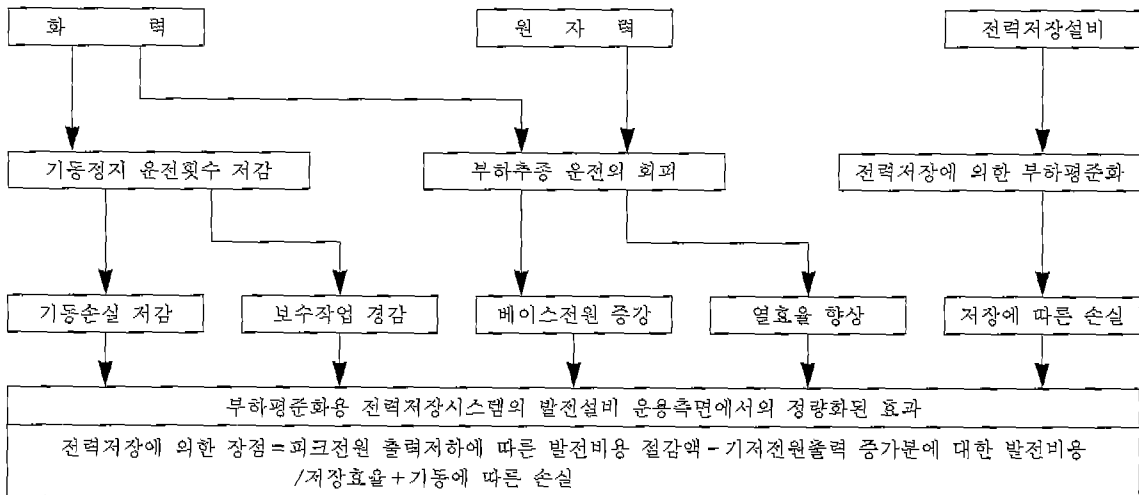 화 력
원 자 력
전력저장설비
기동정지 운전횟수 저감
부하추종 운전의 회피
전력저장에 의한 부하평준화
기동손실 저감
보수작업 경감
베이스전원 증강
열효율 향상
저장에 따른 손실
부하평준화용 전력저장시스템의 발전설비 운용측면에서의 정량화된 효과
전력저장에 의한 장점=피크전원 출력저하에 따른 발전비용 절감액-기저전원출력 증가분에 대한 발전비용
/저장효율+기동에 따른 손실